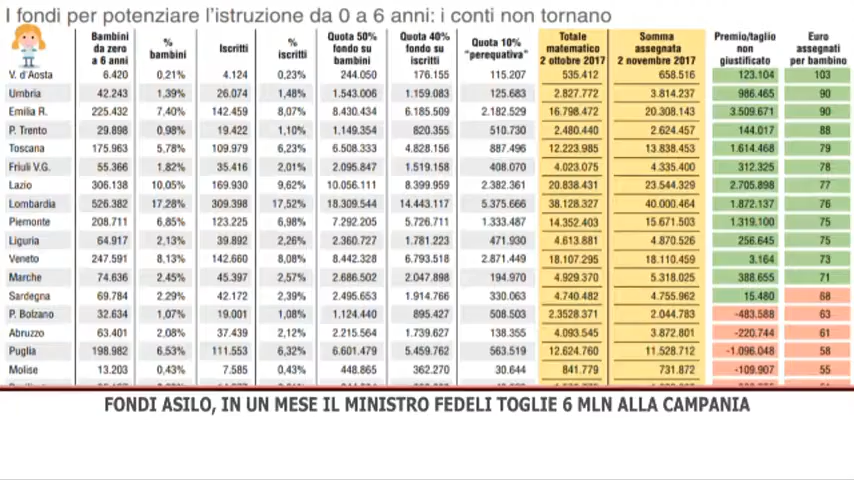 I fondi per potenziare l'istruzione da 0 a 6 anni: i conti non tornano
Bambini da zero a 6 anni % bambini Iscritti % iscritti Quota 50% fondo su bambini Quota 40% fondo su iscritti Quota 10% "perequativa" Totale matematico 2 ottobre 2017 Somma assegnata 2 novembre 2017 Premio/taglio non giustificato Euro assegnati per bambino
V. d'Aosta 6.420 0,21% 4.124 0,23% 244.050 176.155 115.207 535.412 658.516 123.104 103
Umbria 42.243 1,39% 26.074 1,48% 1.543.006 1.159.083 125.683 2.827.772 3.814.237 986.465 90
Emilia R. 225.432 7,40% 142.459 8,07% 8.430.434 6.185.509 2.182.529 16.798.472 20.308.143 3.509.671 90
P. Trento 29.898 0,98% 19.422 1,10% 1.149.354 820.355 510.730 2.480.440 2.624.457 144.017 88
Toscana 175.963 5,78% 109.979 6,23% 6.508.333 4.828.156 887.496 12.223.985 13.838.453 1.614.468 79
Friuli V.G. 55.366 1,82% 35.416 2,01% 2.095.847 1.519.158 408.070 4.023.075 4.335.400 312.325 78
Lazio 306.138 10,05% 169.930 9,62% 10.056.111 8.399.959 2.382.361 20.838.431 23.544.329 2.705.898 77
Lombardia 526.382 17,28% 309.398 17,52% 18.309.544 14.443.117 5.375.666 38.128.327 40.000.464 1.872.137 76
Piemonte 208.711 6,85% 123.225 6,98% 7.292.205 5.726.711 1.333.487 14.352.403 15.671.503 1.319.100 75
Liguria 64.917 2,13% 39.892 2,26% 2.360.727 1.781.223 471.930 4.613.881 4.870.526 256.645 75
Veneto 247.591 8,13% 142.660 8,08% 8.442.328 6.793.518 2.871.449 18.107.295 18.110.459 3.164 73
Marche 74.636 2,45% 45.397 2,57% 2.686.502 2.047.898 194.970 4.929.370 5.318.025 388.655 71
Sardegna 69.784 2,29% 42.172 2,39% 2.495.653 1.914.766 330.063 4.740.482 4.755.962 15.480 68
P. Bolzano 32.634 1,07% 19.001 1,08% 1.124.440 895.427 508.503 2.3528.371 2.044.783 -483.588 63
Abruzzo 63.401 2,08% 37.439 2,12% 2.215.564 1.739.627 138.355 4.093.545 3.872.801 -220.744 61
Puglia 198.982 6,53% 111.553 6,32% 6.601.479 5.459.762 563.519 12.624.760 11.528.712 -1.096.048 58
Molise 13.203 0,43% 7.585 0,43% 448.865 362.270 30.644 841.779 731.872 -109.907 55
FONDI ASILO, IN UN MESE IL MINISTRO FEDELI TOGLIE 6 MLN ALLA CAMPANIA